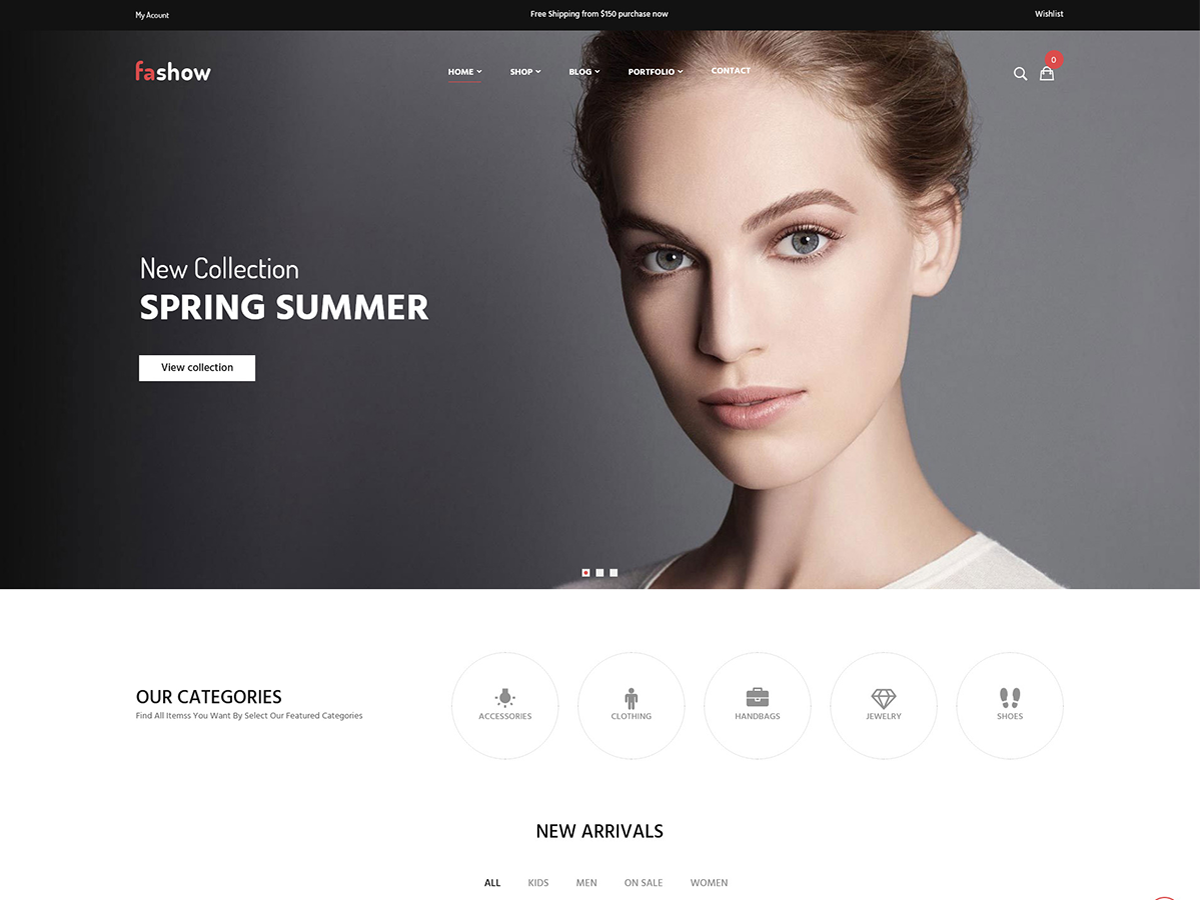 My Acount
Free Shipping from $150 purchase now
Wishlist
fashow
HOME
SHOP
BLOG
PORTFOLIO
CONTACT
0
New Collection
SPRING SUMMER
View collection
OUR CATEGORIES
Find All Itemss You Want By Select Our Featured Categories
ACCESSORIES
CLOTHING
HANDBAGS
JEWELRY
SHOES
NEW ARRIVALS
ALL
KIDS
MEN
ON SALE
WOMEN